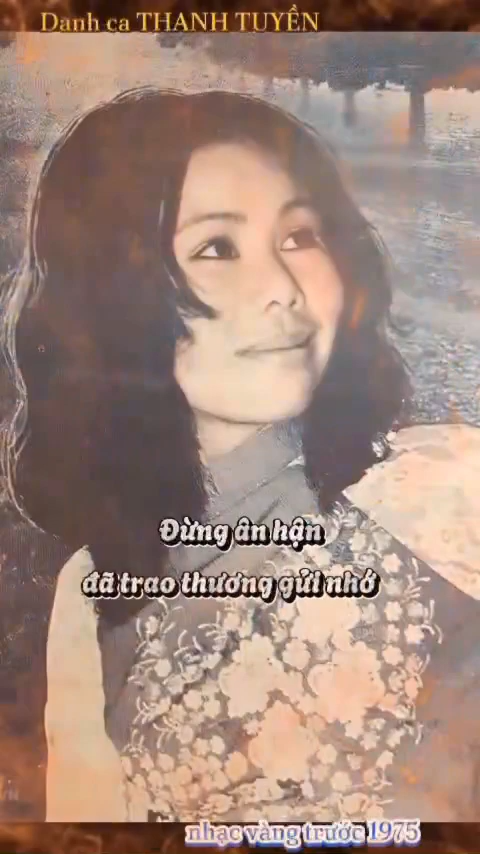 Danh ca THANH TUYỀN
Đừng ân hận
đã trao thương gửi nhớ
nhạc vàng trước 1975